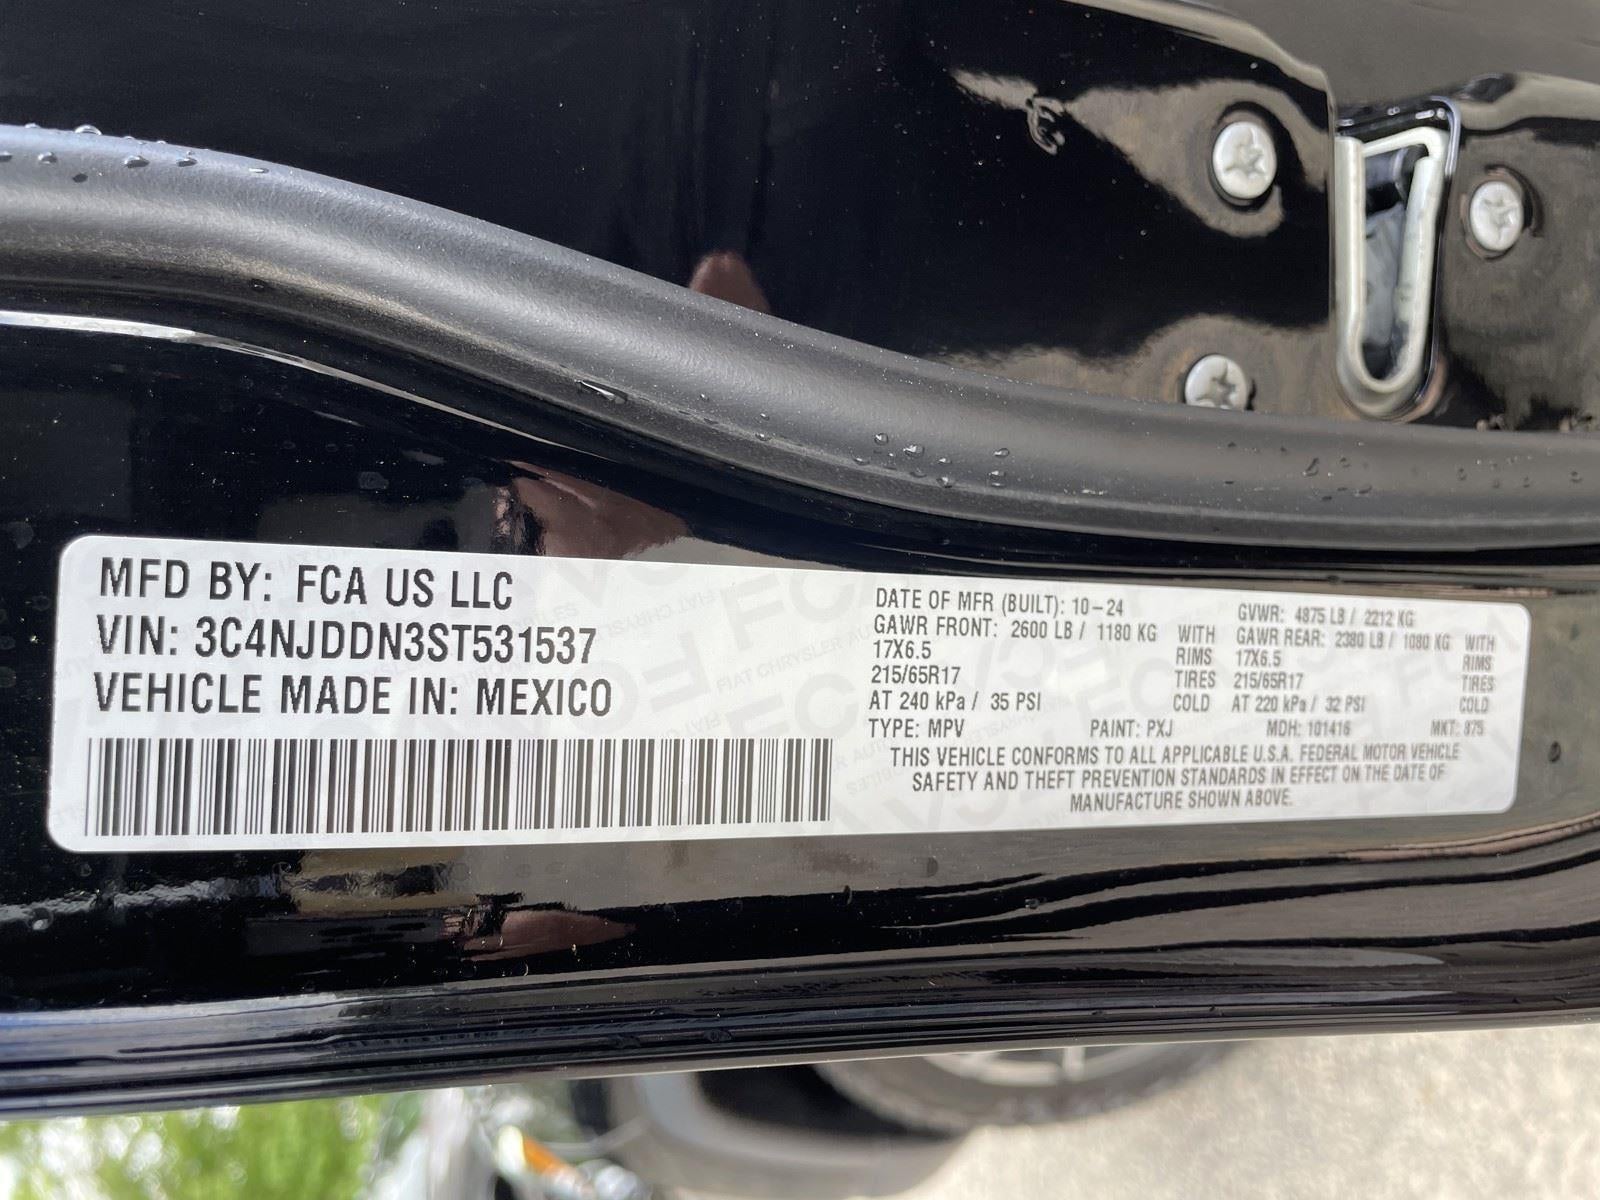 MFD BY: FCA US LLC
VIN: 3C4NJDDN3ST531537
VEHICLE MADE IN: MEXICO
DATE OF MFR (BUILT): 10-24 GVWR: 4875 LB / 2212 KG
GAWR FRONT: 2600 LB / 1180 KG WITH GAWR REAR: 2380 LB / 1080 KG WITH
17X6.5 RIMS 17X6.5 RIMS
215/65R17 TIRES 215/65R17 TIRES
AT 240 kPa / 35 PSI COLD AT 220 kPa / 32 PSI COLD
TYPE: MPV PAINT: PXJ MDH: 101416 MKT: 875
THIS VEHICLE CONFORMS TO ALL APPLICABLE U.S.A. FEDERAL MOTOR VEHICLE
SAFETY AND THEFT PREVENTION STANDARDS IN EFFECT ON THE DATE OF
MANUFACTURE SHOWN ABOVE.